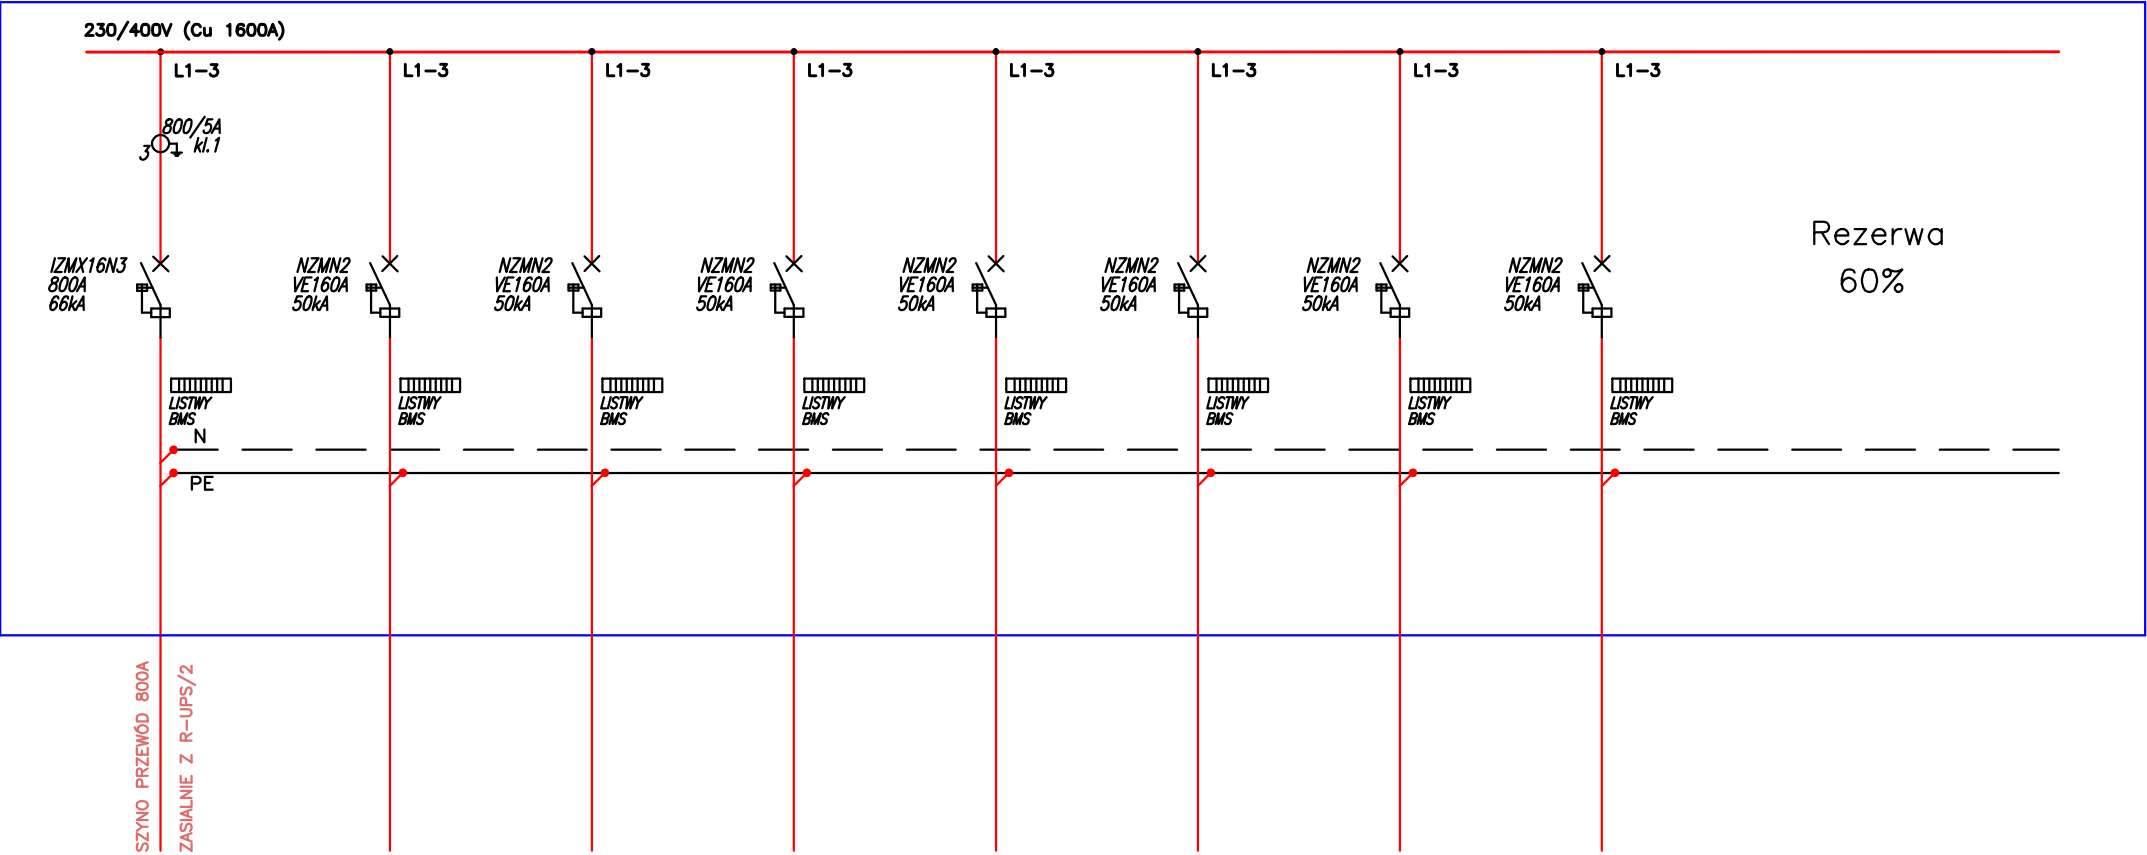 230/400V (Cu 1600A)
L1-3
L1-3
L1-3
L1-3
L1-3
L1-3
L1-3
L1-3
800/5A
3 kl.1
IZMX16N3
800A
66kA
NZMN2
VE160A
50kA
NZMN2
VE160A
50kA
NZMN2
VE160A
50kA
NZMN2
VE160A
50kA
NZMN2
VE160A
50kA
NZMN2
VE160A
50kA
NZMN2
VE160A
50kA
Rezerwa
60%
LISTWY
BMS
LISTWY
BMS
LISTWY
BMS
LISTWY
BMS
LISTWY
BMS
LISTWY
BMS
LISTWY
BMS
LISTWY
BMS
N
PE
SZYNO PRZEWÓD 800A
ZASIALNIE Z R-UPS/2